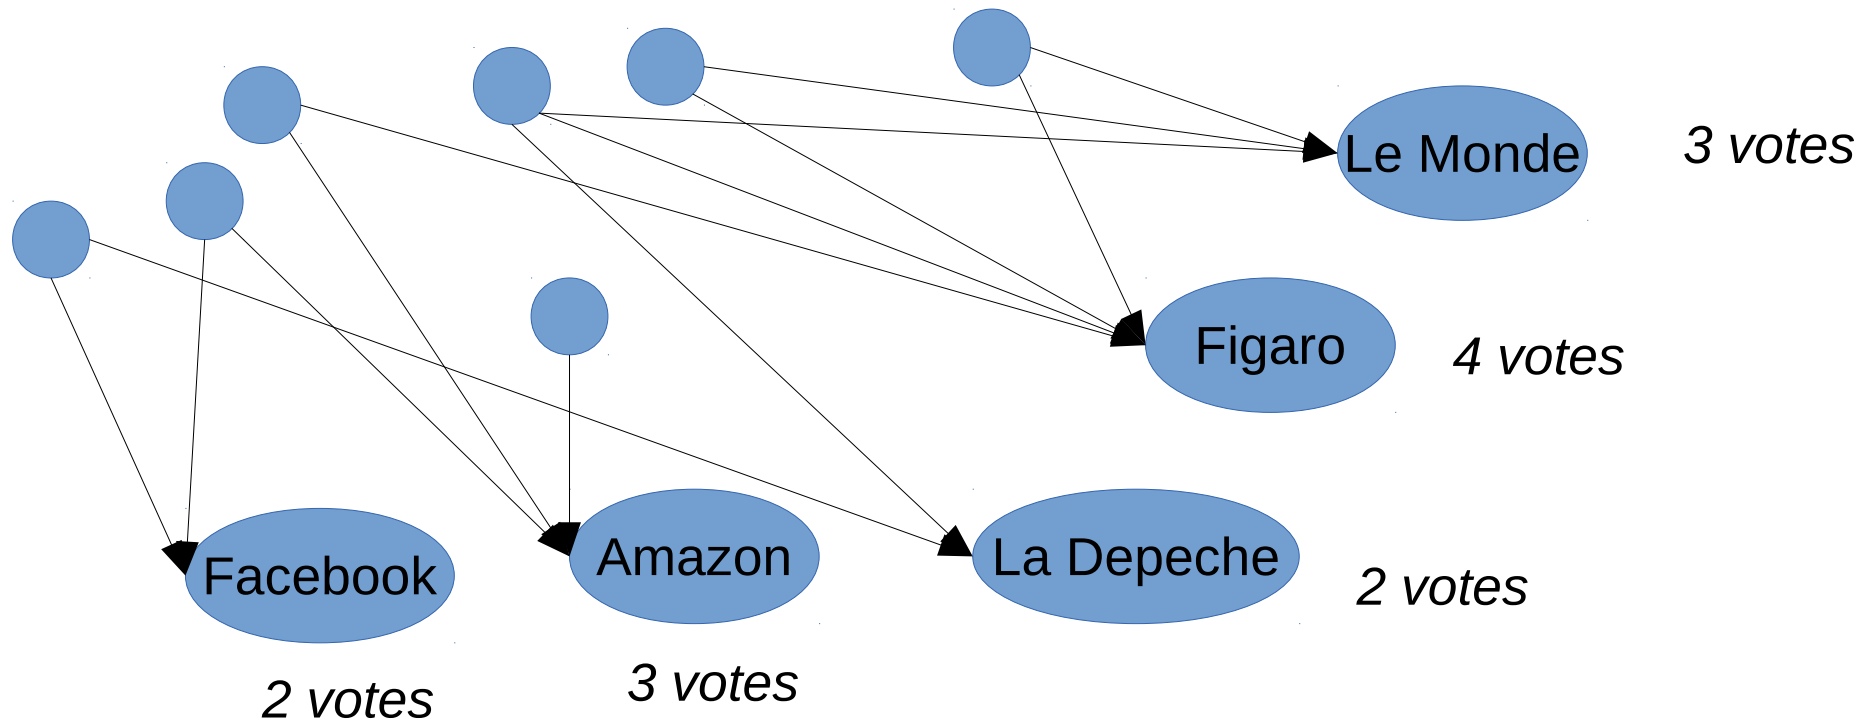 Le Monde
3 votes
Figaro
4 votes
Facebook
2 votes
Amazon
3 votes
La Depeche
2 votes